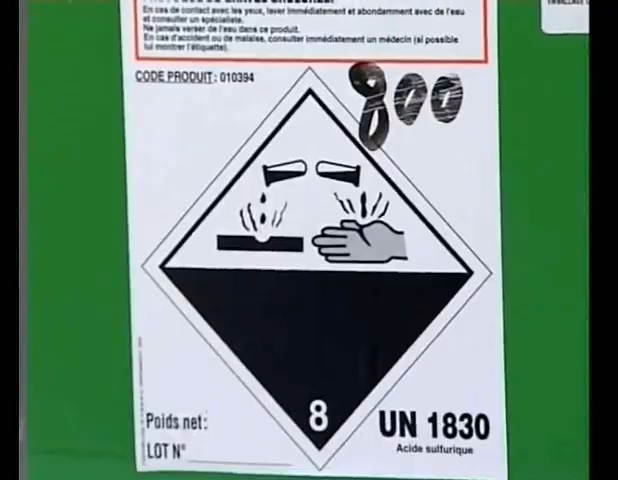 En cas de contact avec les yeux, laver immédiatement et abondamment avec de l'eau
et consulter un spécialiste.
Ne jamais verser de l'eau dans ce produit.
En cas d'accident ou de malaise, consulter immédiatement un médecin (si possible
lui montrer l'étiquette).
CODE PRODUIT : 010394
800
8
Poids net :
UN 1830
Acide sulfurique
LOT N°